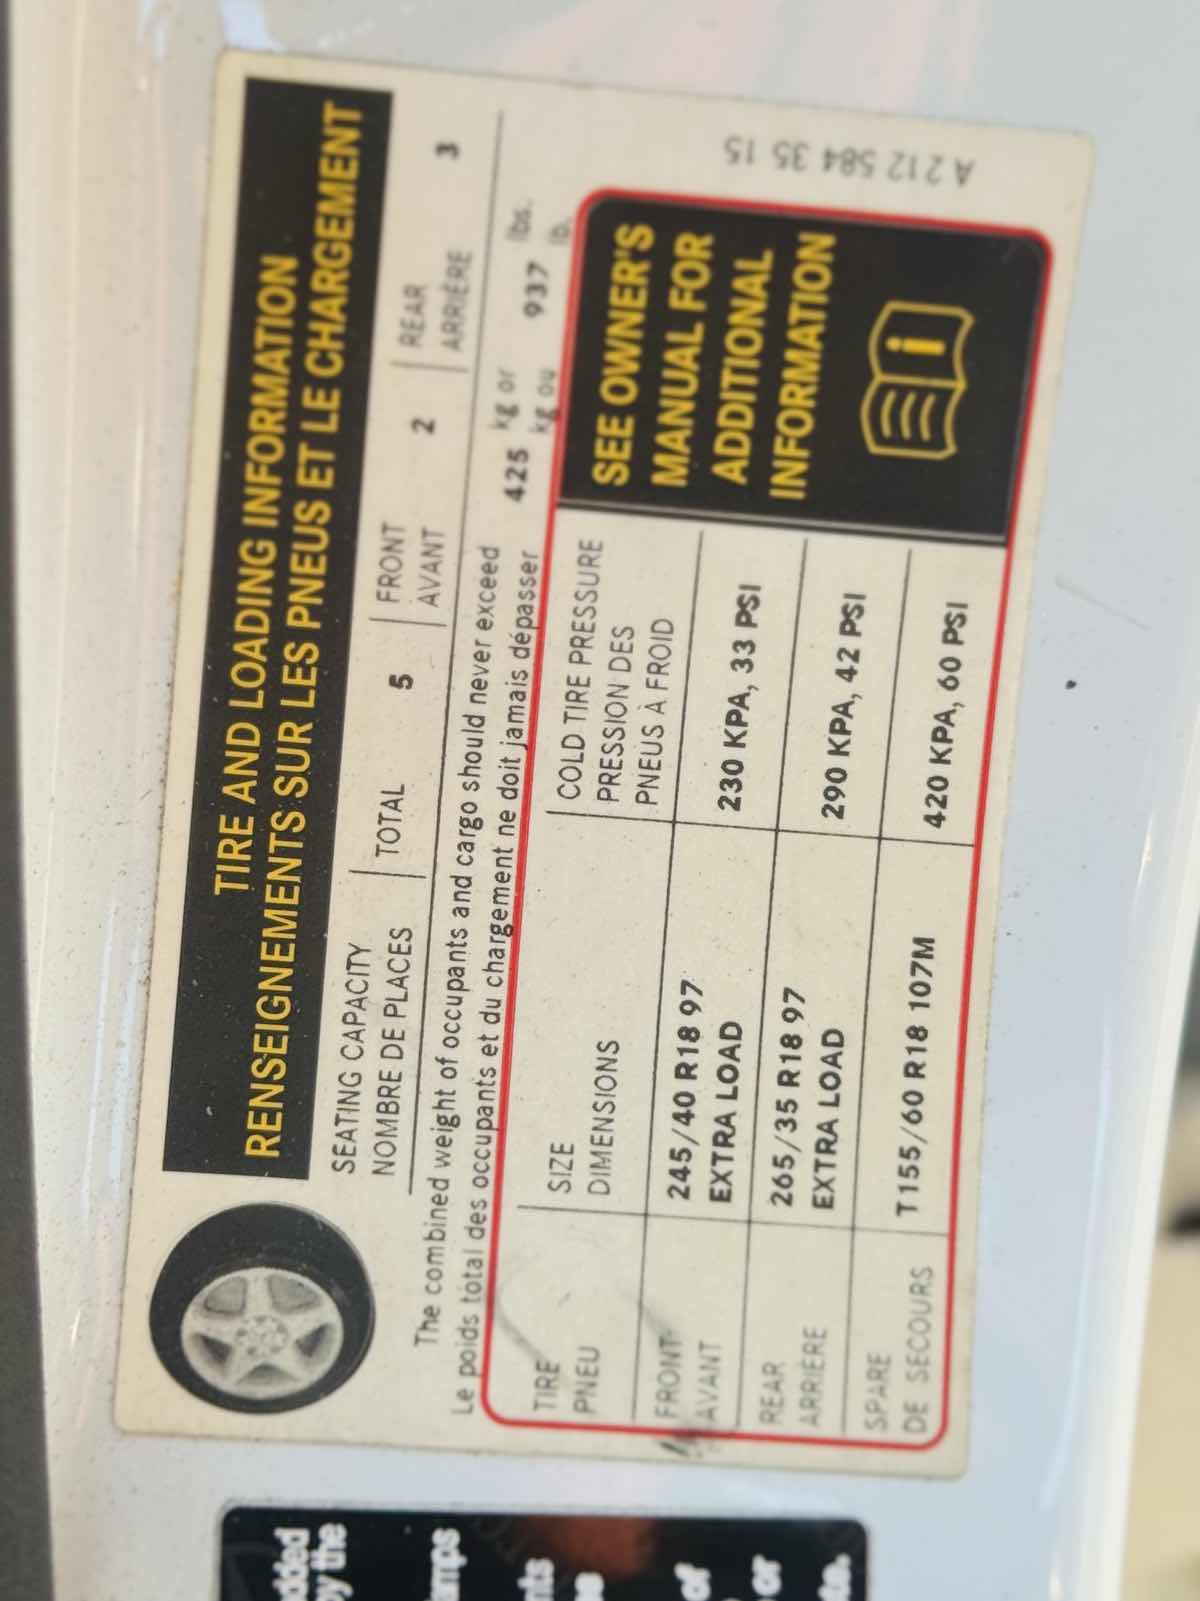 TIRE AND LOADING INFORMATION
RENSEIGNEMENTS SUR LES PNEUS ET LE CHARGEMENT
SEATING CAPACITY | TOTAL 5 | FRONT 2 | REAR 3
NOMBRE DE PLACES | AVANT | ARRIÈRE
The combined weight of occupants and cargo should never exceed 425 kg or 937 lbs.
Le poids total des occupants et du chargement ne doit jamais dépasser kg ou lb.
TIRE SIZE COLD TIRE PRESSURE
PNEU DIMENSIONS PRESSION DES
PNEUS À FROID
FRONT 245/40 R18 97 230 KPA, 33 PSI
AVANT EXTRA LOAD
REAR 265/35 R18 97 290 KPA, 42 PSI
ARRIÈRE EXTRA LOAD
SPARE T155/60 R18 107M 420 KPA, 60 PSI
DE SECOURS
SEE OWNER'S
MANUAL FOR
ADDITIONAL
INFORMATION
A 212 584 35 15
by the
of
or